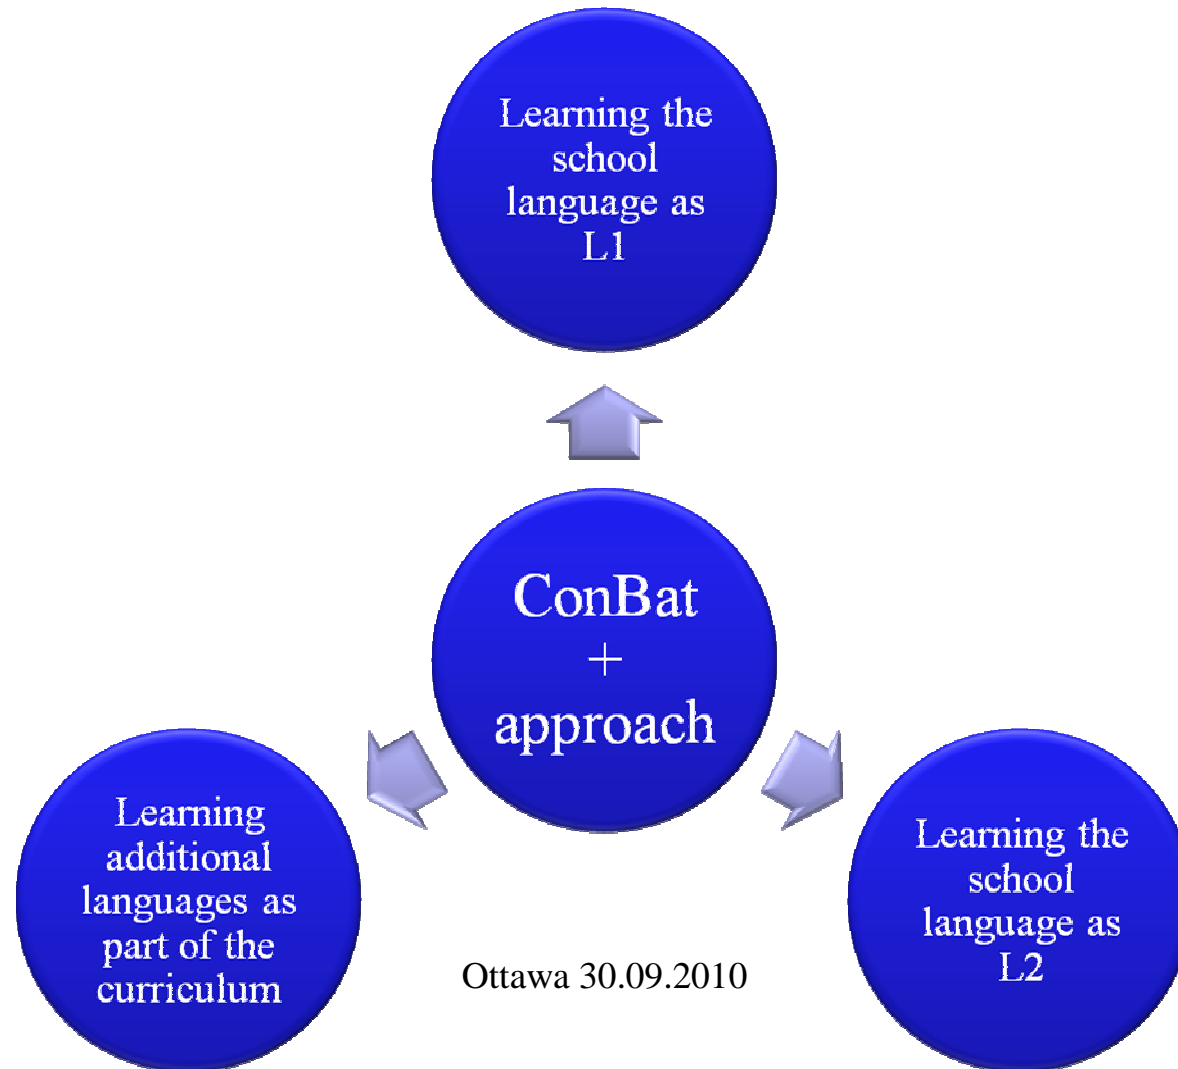 Learning the
school
language as
L1
ConBat
+
approach
Learning
additional
languages as
part of the
curriculum
Learning the
school
language as
L2
Ottawa 30.09.2010